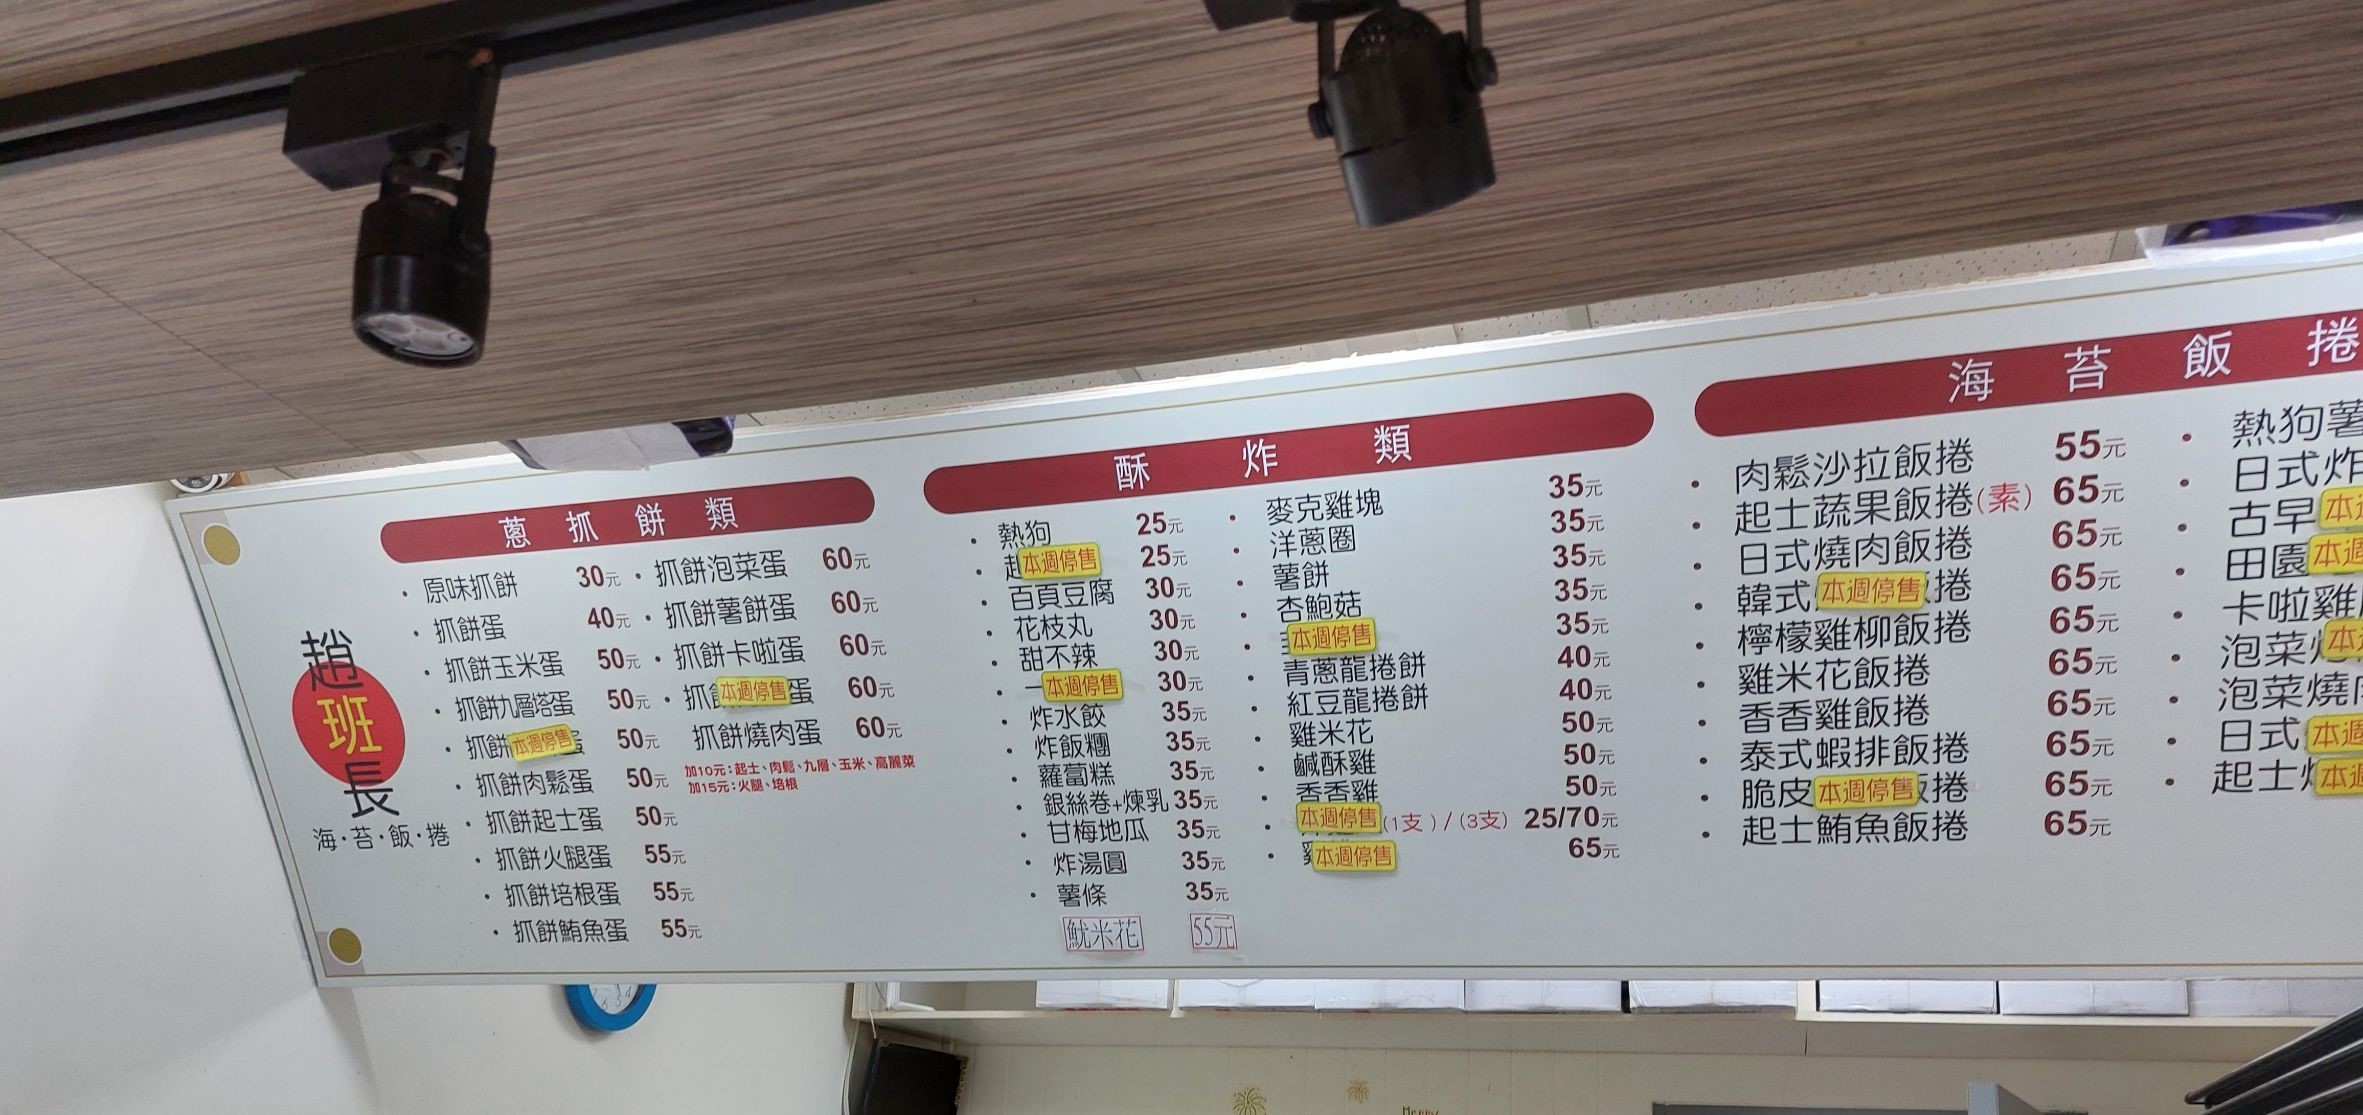 趙班長
海·苔·飯·捲
蔥抓餅類
· 原味抓餅 30元
· 抓餅蛋 40元
· 抓餅玉米蛋 50元
· 抓餅九層塔蛋 50元
· 抓餅 本週停售 50元
· 抓餅肉鬆蛋 50元
· 抓餅起士蛋 50元
· 抓餅火腿蛋 55元
· 抓餅培根蛋 55元
· 抓餅鮪魚蛋 55元
· 抓餅泡菜蛋 60元
· 抓餅薯餅蛋 60元
· 抓餅卡啦蛋 60元
· 抓 本週停售 蛋 60元
抓餅燒肉蛋 60元
加10元:起士、肉鬆、九層、玉米、高麗菜
加15元:火腿、培根
酥炸類
· 熱狗 25元
· 本週停售 25元
· 百頁豆腐 30元
· 花枝丸 30元
· 甜不辣 30元
· 一 本週停售 30元
· 炸水餃 35元
· 炸飯糰 35元
· 蘿蔔糕 35元
· 銀絲卷+煉乳 35元
· 甘梅地瓜 35元
· 炸湯圓 35元
· 薯條 35元
魷米花 55元
· 麥克雞塊 35元
· 洋蔥圈 35元
· 薯餅 35元
· 杏鮑菇 35元
· 本週停售 35元
· 青蔥龍捲餅 40元
· 紅豆龍捲餅 40元
· 雞米花 50元
· 鹹酥雞 50元
· 香香雞 50元
· 本週停售 (1支)/(3支) 25/70元
· 本週停售 65元
海苔飯捲
· 肉鬆沙拉飯捲 55元
· 起士蔬果飯捲(素) 65元
· 日式燒肉飯捲 65元
· 韓式 本週停售 捲 65元
· 檸檬雞柳飯捲 65元
· 雞米花飯捲 65元
· 香香雞飯捲 65元
· 泰式蝦排飯捲 65元
· 脆皮 本週停售 捲 65元
· 起士鮪魚飯捲 65元
· 熱狗薯
· 日式炸
· 古早 本週
· 田園 本週
· 卡啦雞
· 泡菜 本週
· 泡菜燒肉
· 日式 本週
· 起士 本週